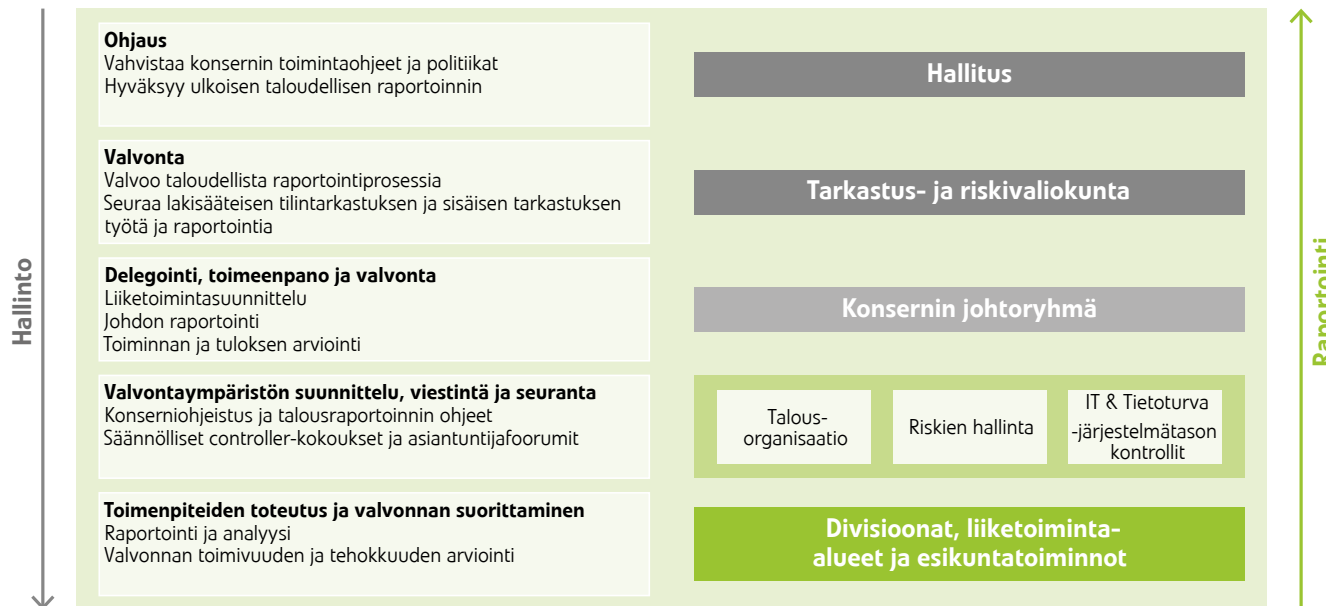 Hallinto
Ohjaus
Vahvistaa konsernin toimintaohjeet ja politiikat
Hyväksyy ulkoisen taloudellisen raportoinnin
Hallitus
Valvonta
Valvoo taloudellista raportointiprosessia
Seuraa lakisääteisen tilintarkastuksen ja sisäisen tarkastuksen
työtä ja raportointia
Tarkastus- ja riskivaliokunta
Delegointi, toimeenpano ja valvonta
Liiketoimintasuunnittelu
Johdon raportointi
Toiminnan ja tuloksen arviointi
Konsernin johtoryhmä
Valvontaympäristön suunnittelu, viestintä ja seuranta
Konserniohjeistus ja talousraportoinnin ohjeet
Säännölliset controller-kokoukset ja asiantuntijafoorumit
Talous-
organisaatio
Riskien hallinta
IT & Tietoturva
-järjestelmätason
kontrollit
Toimenpiteiden toteutus ja valvonnan suorittaminen
Raportointi ja analyysi
Valvonnan toimivuuden ja tehokkuuden arviointi
Divisioonat, liiketoiminta-
alueet ja esikuntatoiminnot
Raportointi